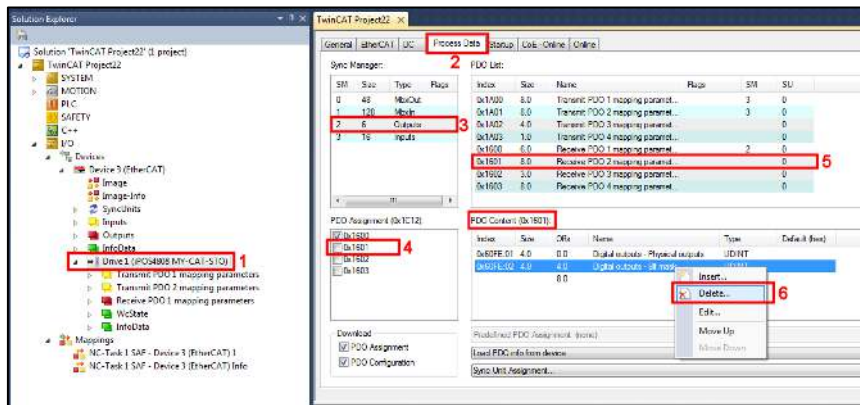 Solution Explorer
Solution 'TwinCAT Project22' (1 project)
TwinCAT Project22
SYSTEM
MOTION
PLC
SAFETY
C++
I/O
Devices
Device 3 (EtherCAT)
Image
Image-Info
SyncUnits
Inputs
Outputs
InfoData
Drive 1 (iPOS4808 MY-CAT-STO)
1
Transmit PDO 1 mapping parameters
Transmit PDO 2 mapping parameters
Receive PDO 1 mapping parameters
WcState
InfoData
Mappings
NC-Task 1 SAF - Device 3 (EtherCAT) 1
NC-Task 1 SAF - Device 3 (EtherCAT) Info
TwinCAT Project22
General EtherCAT DC Process Data Startup CoE - Online Online
2
Sync Manager:
SM Size Type Flags
0 48 MbxOut
1 128 MbxIn
2 6 Outputs
3
3 16 Inputs
PDO List:
Index Size Name Flags SM SU
0x1A00 8.0 Transmit PDO 1 mapping paramet... 3 0
0x1A01 8.0 Transmit PDO 2 mapping paramet... 3 0
0x1A02 4.0 Transmit PDO 3 mapping paramet... 0
0x1A03 1.0 Transmit PDO 4 mapping paramet... 0
0x1600 6.0 Receive PDO 1 mapping paramet... 2 0
0x1601 8.0 Receive PDO 2 mapping paramet... 0
5
0x1602 Receive PDO 3 mapping paramet... 0
0x1603 8.0 Receive PDO 4 mapping paramet... 0
PDO Assignment (0x1C12):
0x1600
0x1601
4
0x1602
0x1603
PDO Content (0x1601):
Index Size Offs Name Type Default (hex)
0x60FE:01 4.0 0.0 Digital outputs - Physical outputs UDINT
0x60FE:02 4.0 4.0 Digital outputs - Bit mask UDINT
8.0
Insert...
Delete...
6
Edit...
Move Up
Move Down
Download
PDO Assignment
PDO Configuration
Predefined PDO Assignment: (none)
Load PDO info from device
Sync Unit Assignment...